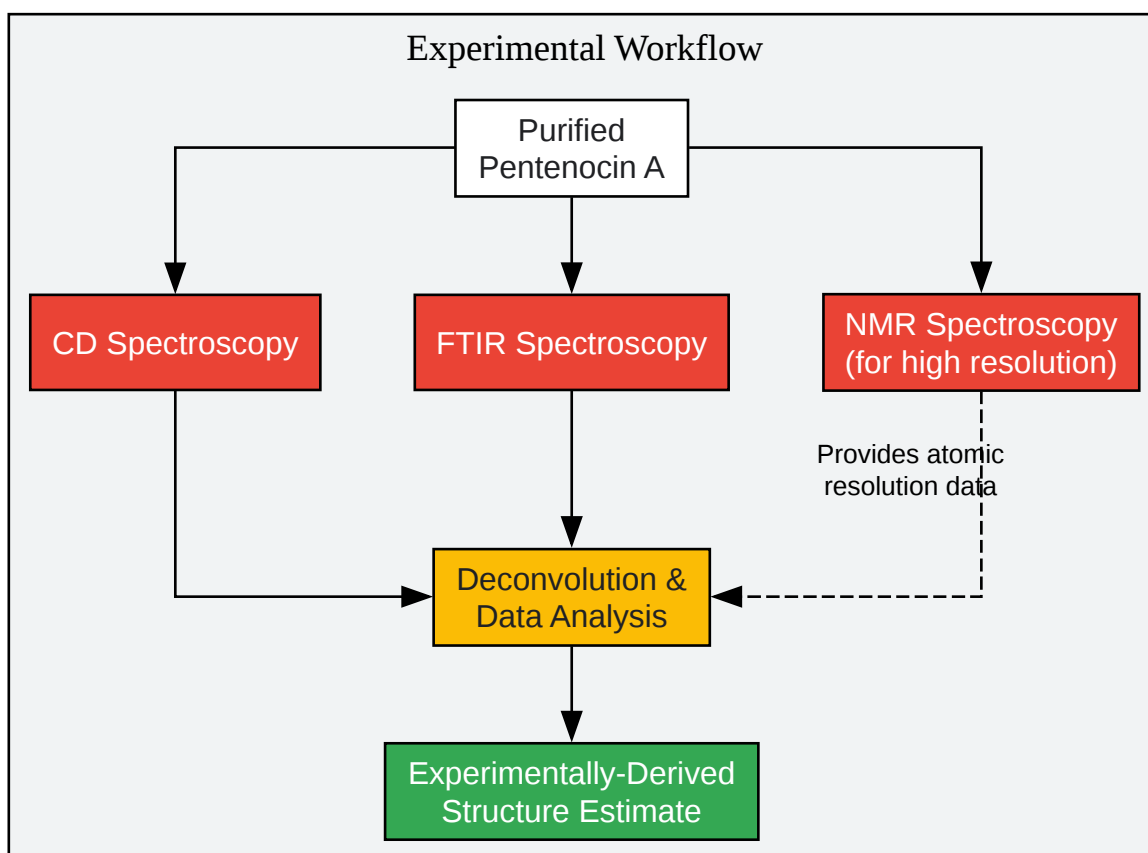 Experimental Workflow
Purified
Pentenocin A
CD Spectroscopy
FTIR Spectroscopy
NMR Spectroscopy
(for high resolution)
Provides atomic
resolution data
Deconvolution &
Data Analysis
Experimentally-Derived
Structure Estimate